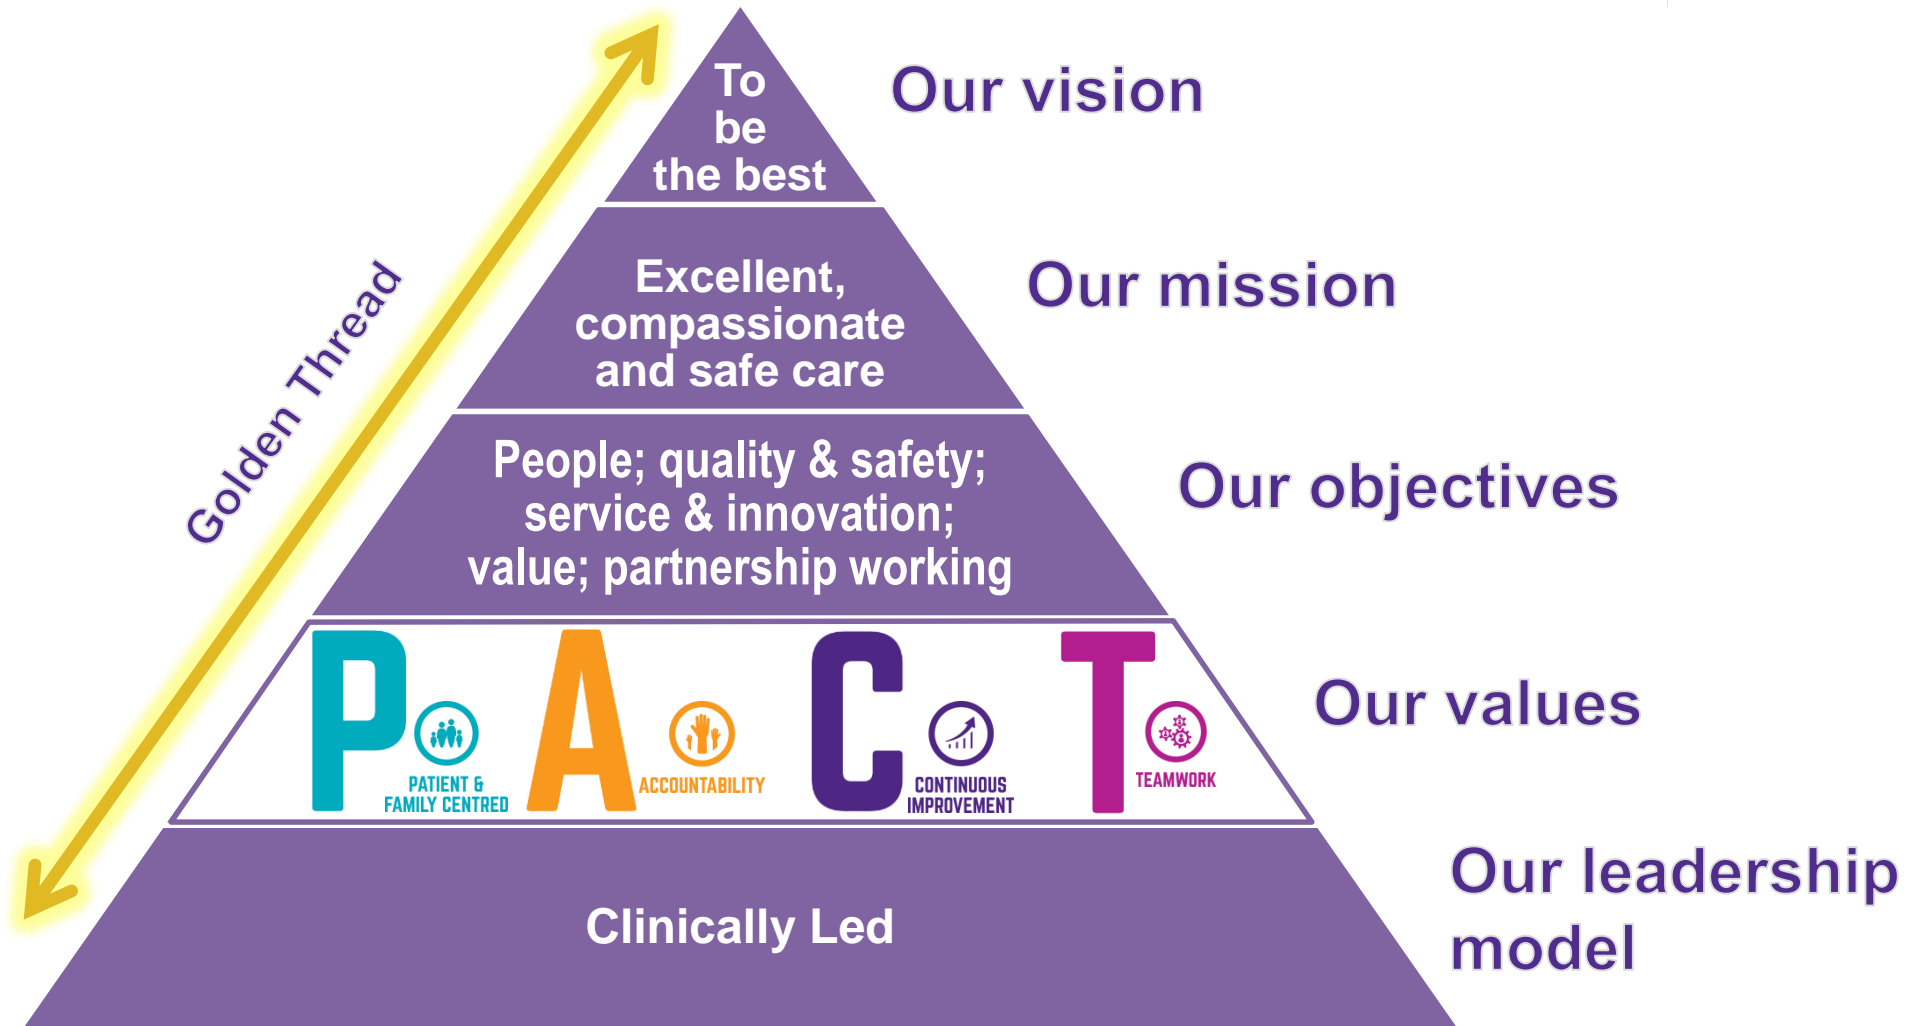 To
be
the best
Our vision
Excellent,
compassionate
and safe care
Our mission
Golden Thread
People; quality & safety;
service & innovation;
value; partnership working
Our objectives
P
PATIENT &
FAMILY CENTRED
A
ACCOUNTABILITY
C
CONTINUOUS
IMPROVEMENT
T
TEAMWORK
Our values
Clinically Led
Our leadership
model